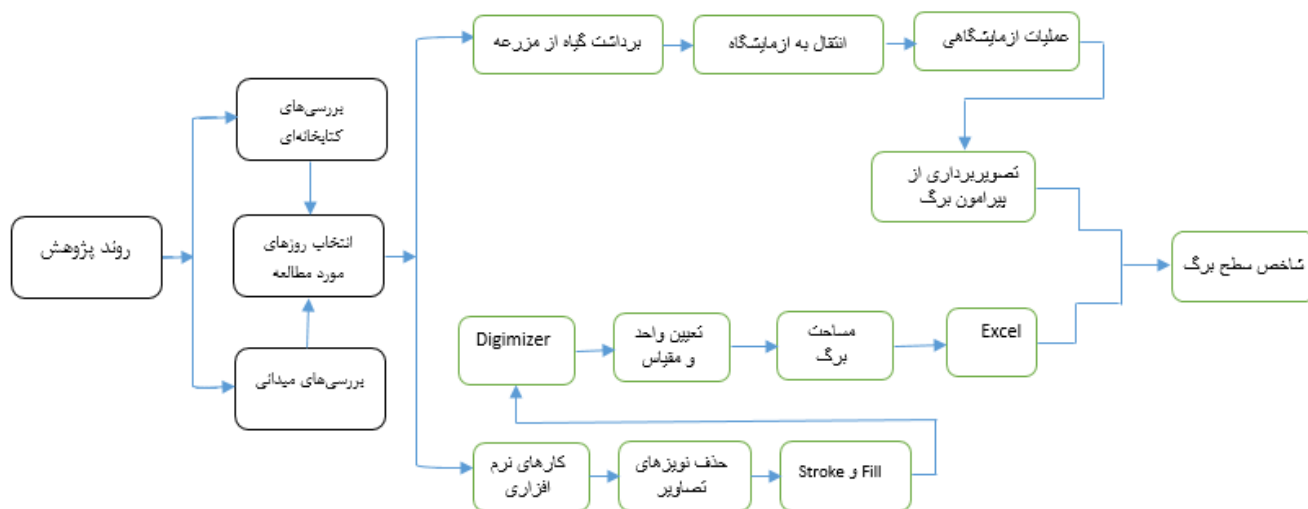 روند پژوهش
بررسی‌های
کتابخانه‌ای
انتخاب روزهای
مورد مطالعه
بررسی‌های میدانی
برداشت گیاه از مزرعه
انتقال به ازمایشگاه
عملیات ازمایشگاهی
تصویربرداری از
پیرامون برگ
کارهای نرم
افزاری
حذف نویزهای
تصاویر
Fill و Stroke
Digimizer
تعیین واحد
و مقیاس
مساحت
برگ
Excel
شاخص سطح برگ